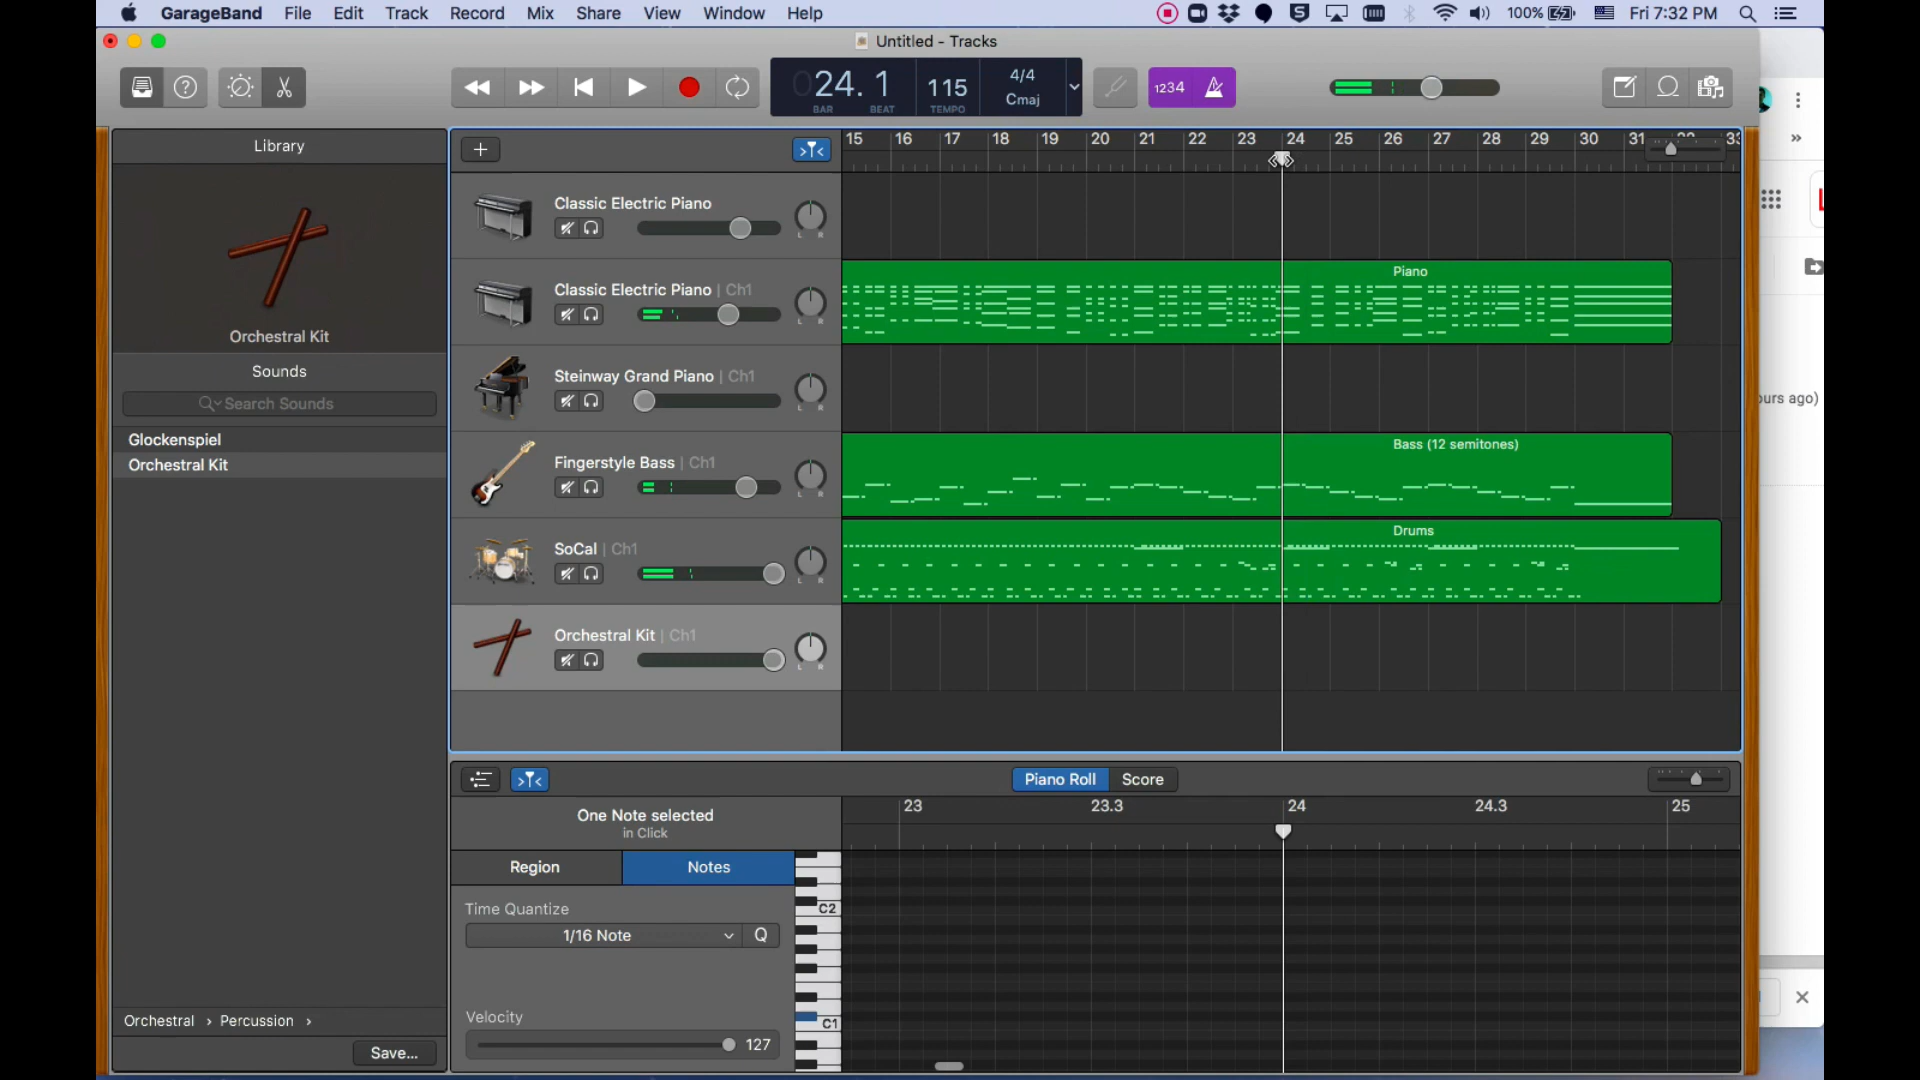 GarageBand File Edit Track Record Mix Share View Window Help
100% Fri 7:32 PM
Untitled - Tracks
24. 1 115 4/4
Cmaj
BAR BEAT TEMPO
1234
Library
15 16 17 18 19 20 21 22 23 24 25 26 27 28 29 30 31
Orchestral Kit
Sounds
Search Sounds
Glockenspiel
Orchestral Kit
Orchestral › Percussion ›
Save...
Classic Electric Piano
L R
Classic Electric Piano | Ch1
L R
Steinway Grand Piano | Ch1
L R
Fingerstyle Bass | Ch1
L R
SoCal | Ch1
L R
Orchestral Kit | Ch1
L R
Piano
Bass (12 semitones)
Drums
Piano Roll Score
One Note selected
in Click
23 23.3 24 24.3 25
Region Notes
Time Quantize
1/16 Note Q
Velocity
127
C2
C1
ours ago)